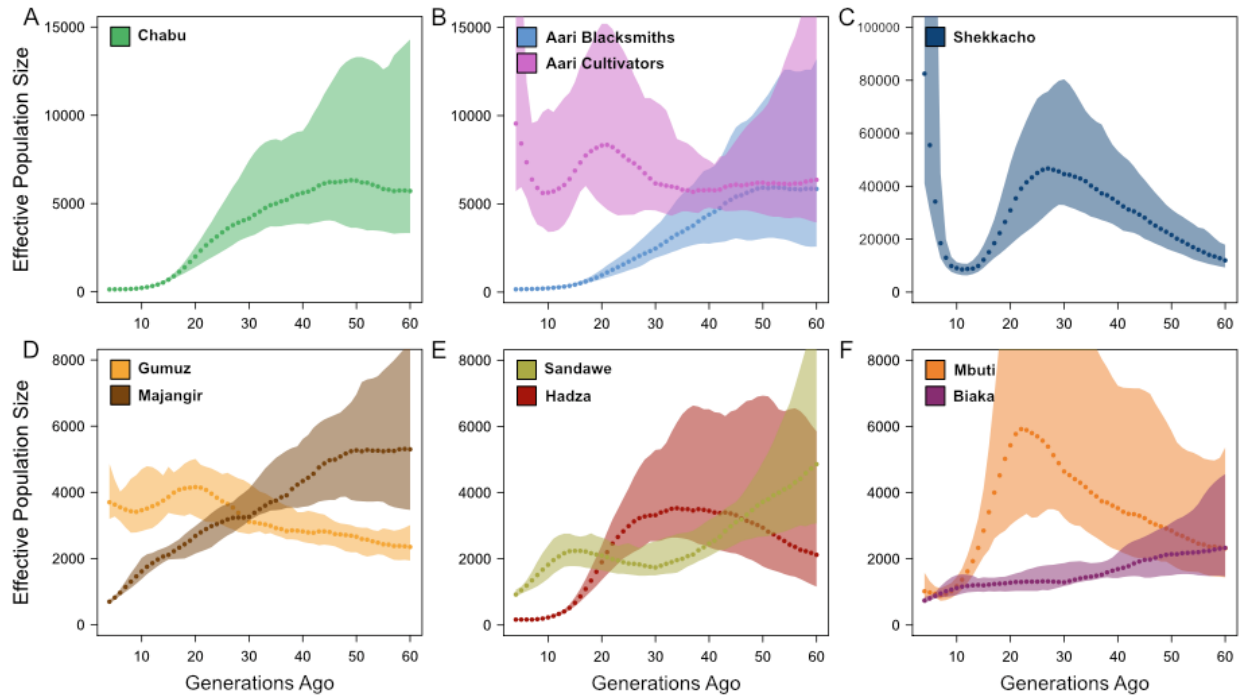 A
B
C
15000
10000
5000
0
Effective Population Size
Chabu
10 20 30 40 50 60
15000
10000
5000
0
Aari Blacksmiths
Aari Cultivators
10 20 30 40 50 60
100000
80000
60000
40000
20000
0
Shekkacho
10 20 30 40 50 60
D
E
F
8000
6000
4000
2000
0
Effective Population Size
Gumuz
Majangir
10 20 30 40 50 60
Generations Ago
8000
6000
4000
2000
0
Sandawe
Hadza
10 20 30 40 50 60
Generations Ago
8000
6000
4000
2000
0
Mbuti
Biaka
10 20 30 40 50 60
Generations Ago